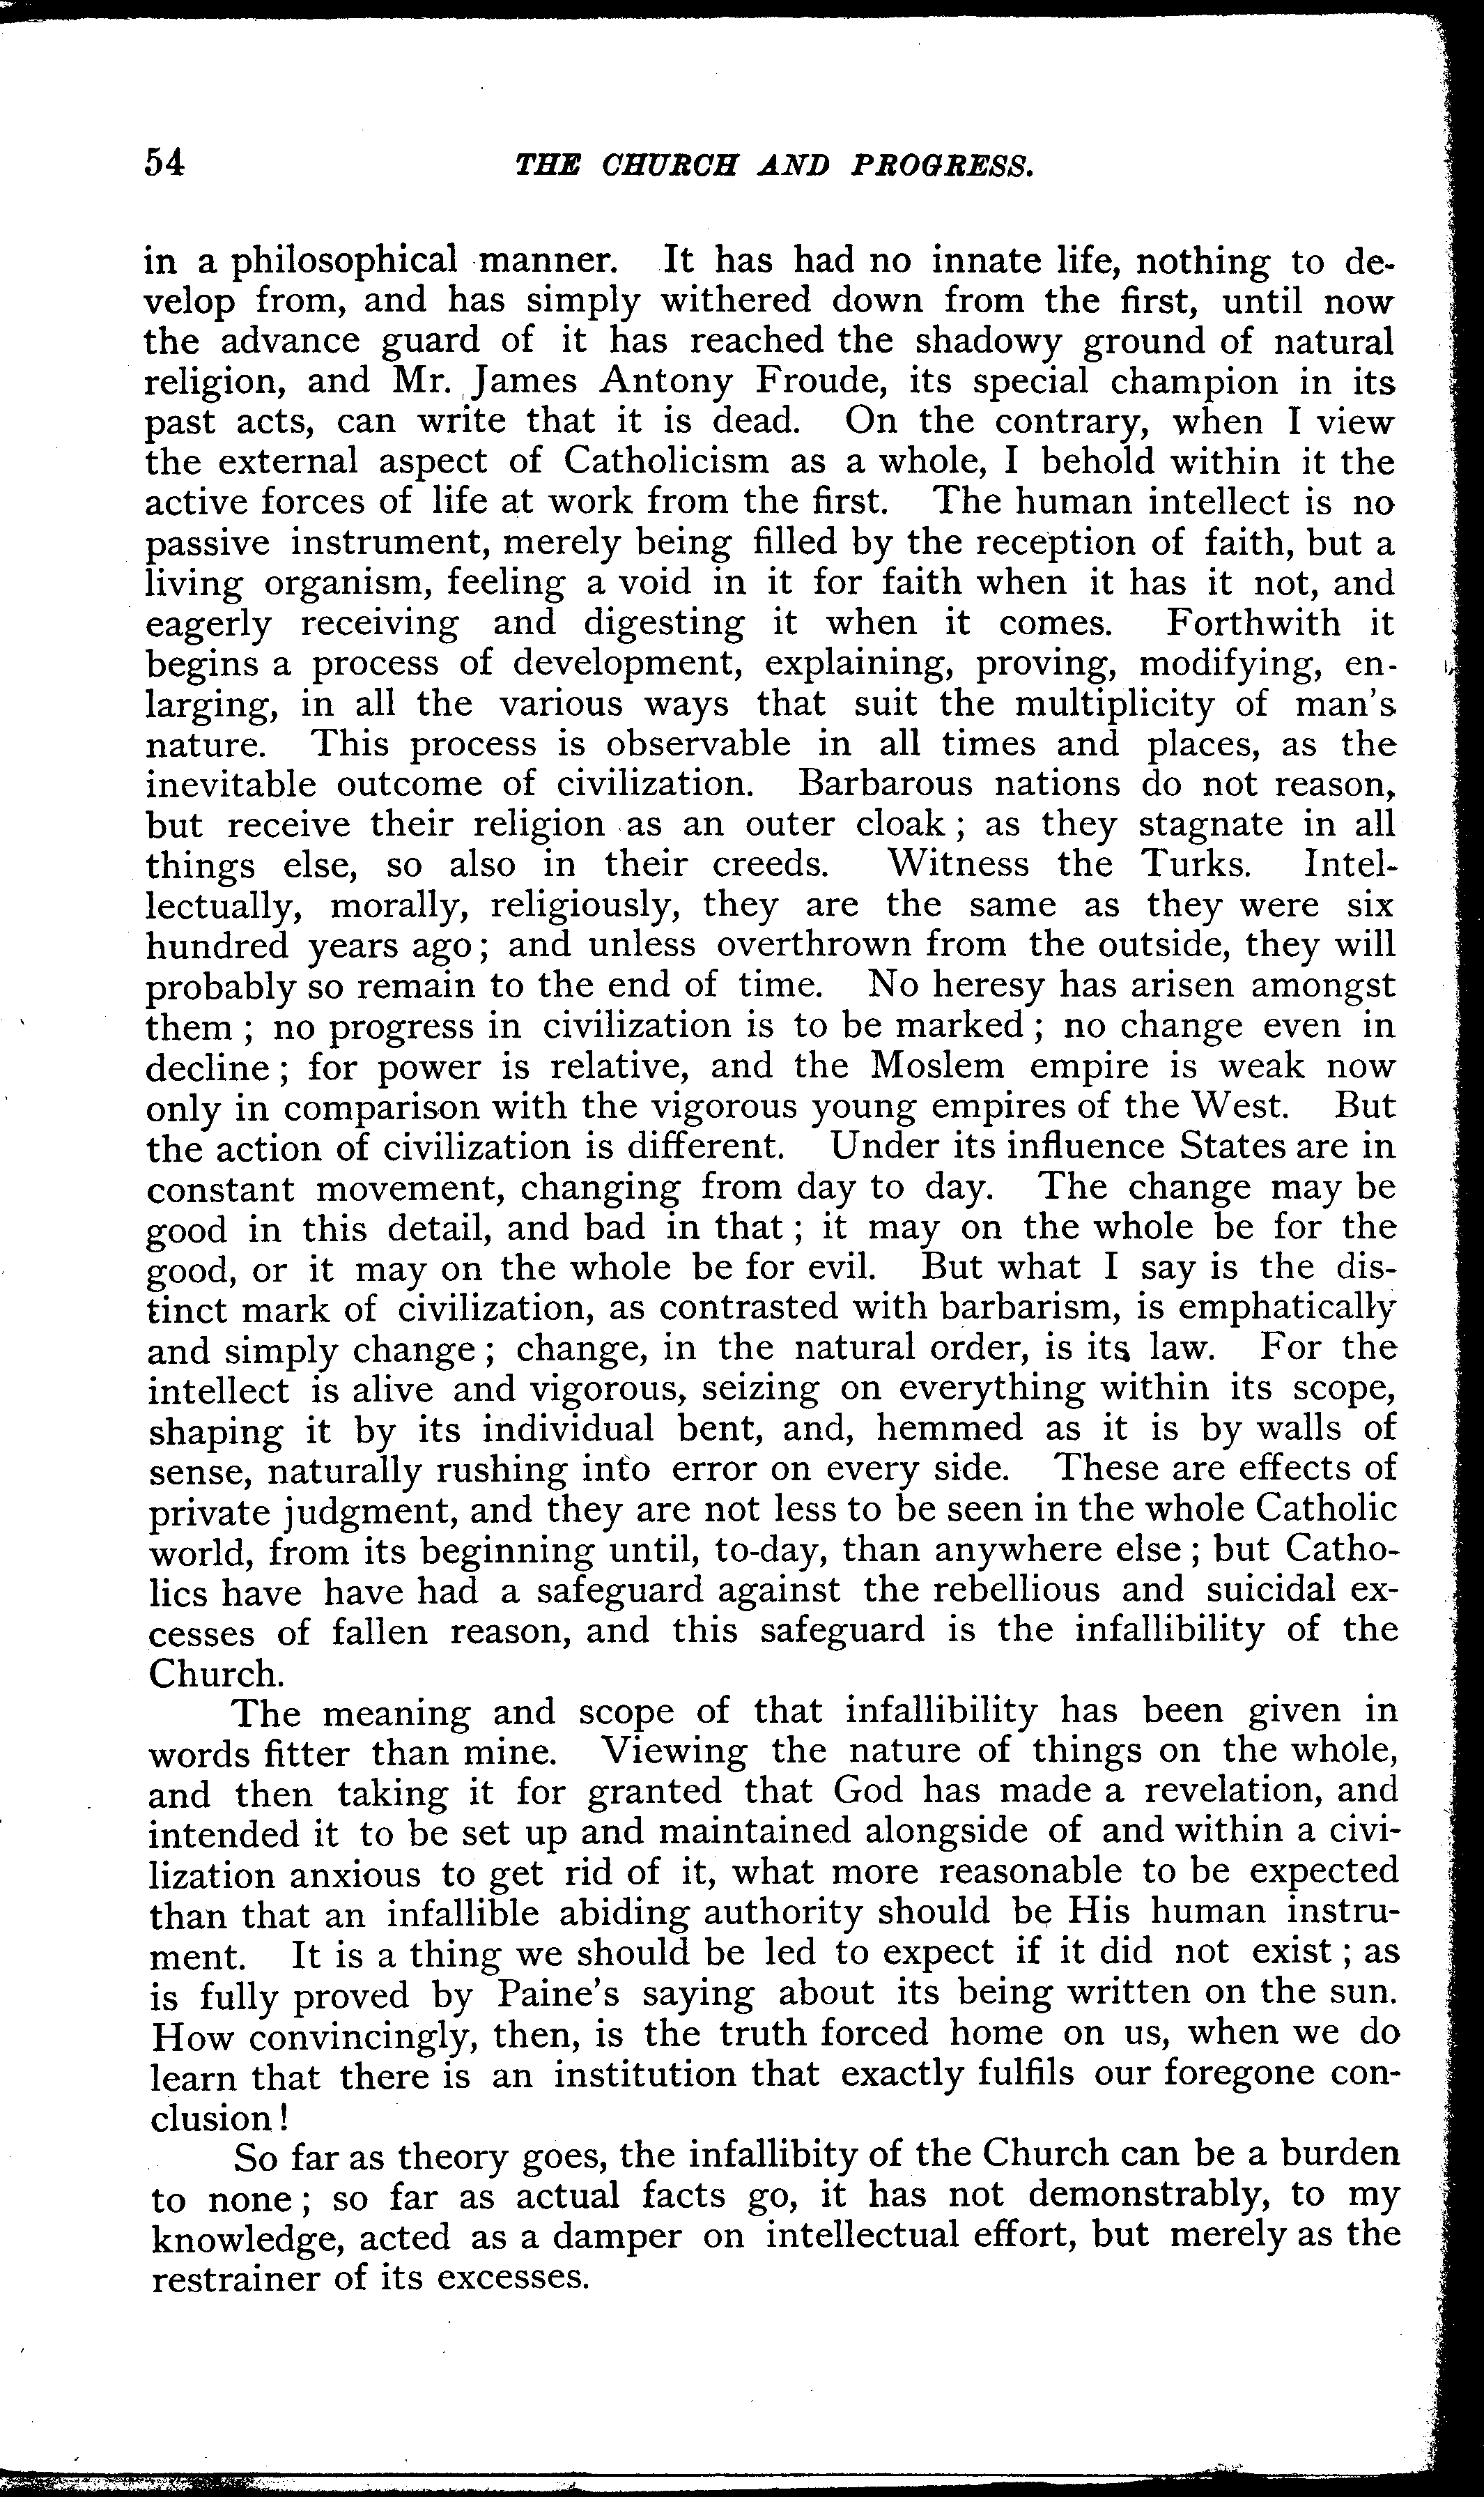 54 THE CHURCH AND PROGRESS.
in a philosophical manner. It has had no innate life, nothing to de-
velop from, and has simply withered down from the first, until now
the advance guard of it has reached the shadowy ground of natural
religion, and Mr. James Antony Froude, its special champion in its
past acts, can write that it is dead. On the contrary, when I view
the external aspect of Catholicism as a whole, I behold within it the
active forces of life at work from the first. The human intellect is no
passive instrument, merely being filled by the reception of faith, but a
living organism, feeling a void in it for faith when it has it not, and
eagerly receiving and digesting it when it comes. Forthwith it
begins a process of development, explaining, proving, modifying, en-
larging, in all the various ways that suit the multiplicity of man's
nature. This process is observable in all times and places, as the
inevitable outcome of civilization. Barbarous nations do not reason,
but receive their religion as an outer cloak; as they stagnate in all
things else, so also in their creeds. Witness the Turks. Intel-
lectually, morally, religiously, they are the same as they were six
hundred years ago; and unless overthrown from the outside, they will
probably so remain to the end of time. No heresy has arisen amongst
them; no progress in civilization is to be marked; no change even in
decline; for power is relative, and the Moslem empire is weak now
only in comparison with the vigorous young empires of the West. But
the action of civilization is different. Under its influence States are in
constant movement, changing from day to day. The change may be
good in this detail, and bad in that; it may on the whole be for the
good, or it may on the whole be for evil. But what I say is the dis-
tinct mark of civilization, as contrasted with barbarism, is emphatically
and simply change; change, in the natural order, is its law. For the
intellect is alive and vigorous, seizing on everything within its scope,
shaping it by its individual bent, and, hemmed as it is by walls of
sense, naturally rushing into error on every side. These are effects of
private judgment, and they are not less to be seen in the whole Catholic
world, from its beginning until, to-day, than anywhere else; but Catho-
lics have have had a safeguard against the rebellious and suicidal ex-
cesses of fallen reason, and this safeguard is the infallibility of the
Church.
The meaning and scope of that infallibility has been given in
words fitter than mine. Viewing the nature of things on the whole,
and then taking it for granted that God has made a revelation, and
intended it to be set up and maintained alongside of and within a civi-
lization anxious to get rid of it, what more reasonable to be expected
than that an infallible abiding authority should be His human instru-
ment. It is a thing we should be led to expect if it did not exist; as
is fully proved by Paine's saying about its being written on the sun.
How convincingly, then, is the truth forced home on us, when we do
learn that there is an institution that exactly fulfils our foregone con-
clusion!
So far as theory goes, the infallibity of the Church can be a burden
to none; so far as actual facts go, it has not demonstrably, to my
knowledge, acted as a damper on intellectual effort, but merely as the
restrainer of its excesses.